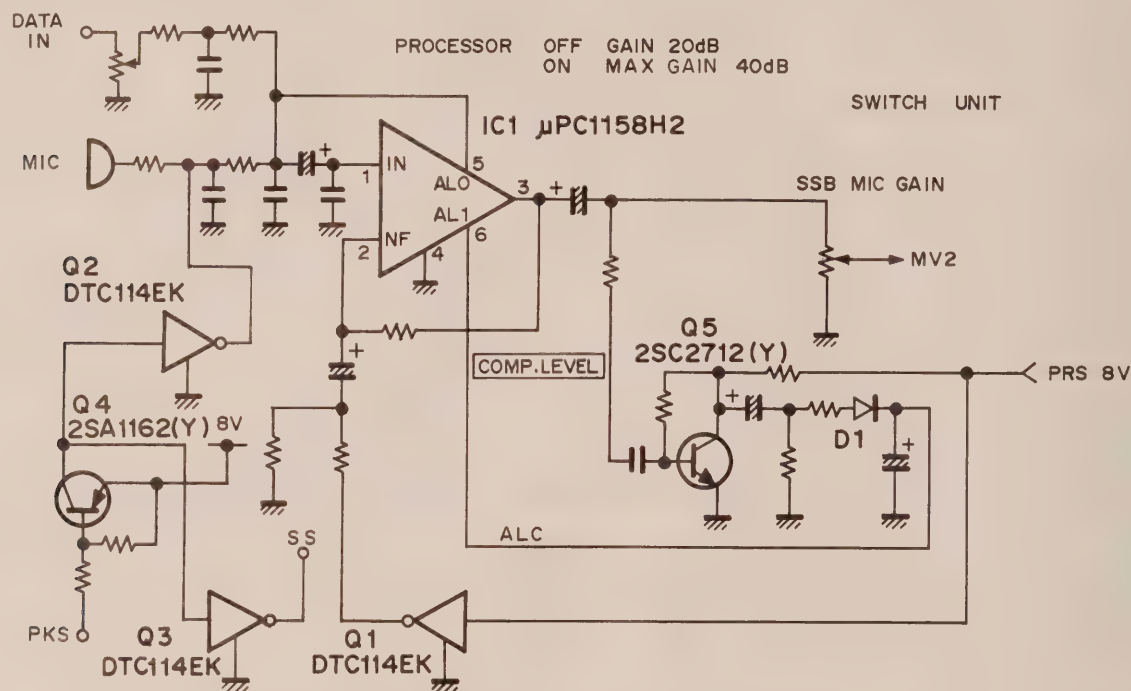 DATA
IN
PROCESSOR OFF GAIN 20dB
ON MAX GAIN 40dB
SWITCH UNIT
IC1 μPC1158H2
MIC
IN
1
5
ALO
3
+
+
SSB MIC GAIN
AL1
6
NF
2
4
MV2
Q2
DTC114EK
+
COMP.LEVEL
Q5
2SC2712(Y)
PRS 8V
Q4
2SA1162(Y) 8V
+
D1
+
ALC
SS
PKS
Q3
DTC114EK
Q1
DTC114EK